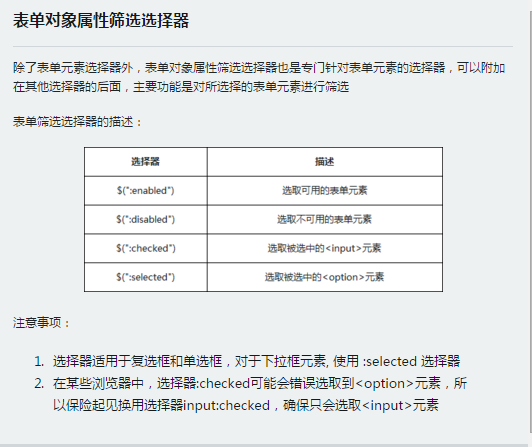 表单对象属性筛选选择器
除了表单元素选择器外，表单对象属性筛选选择器也是专门针对表单元素的选择器，可以附加
在其他选择器的后面，主要功能是对所选择的表单元素进行筛选
表单筛选选择器的描述：
选择器 描述
$(":enabled") 选取可用的表单元素
$(":disabled") 选取不可用的表单元素
$(":checked") 选取被选中的<input>元素
$(":selected") 选取被选中的<option>元素
注意事项：
1. 选择器适用于复选框和单选框，对于下拉框元素, 使用 :selected 选择器
2. 在某些浏览器中，选择器:checked可能会错误选取到<option>元素，所
以保险起见换用选择器input:checked，确保只会选取<input>元素